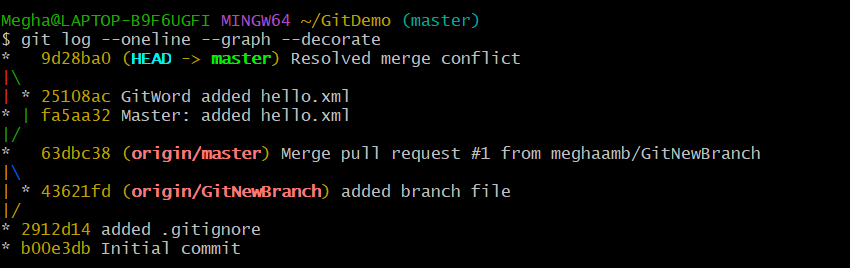 Megha@LAPTOP-B9F6UGFI MINGW64 ~/GitDemo (master)
$ git log --oneline --graph --decorate
*   9d28ba0 (HEAD -> master) Resolved merge conflict
|\
| * 25108ac GitWord added hello.xml
* | fa5aa32 Master: added hello.xml
|/
*   63dbc38 (origin/master) Merge pull request #1 from meghaamb/GitNewBranch
|\
| * 43621fd (origin/GitNewBranch) added branch file
|/
* 2912d14 added .gitignore
* b00e3db Initial commit